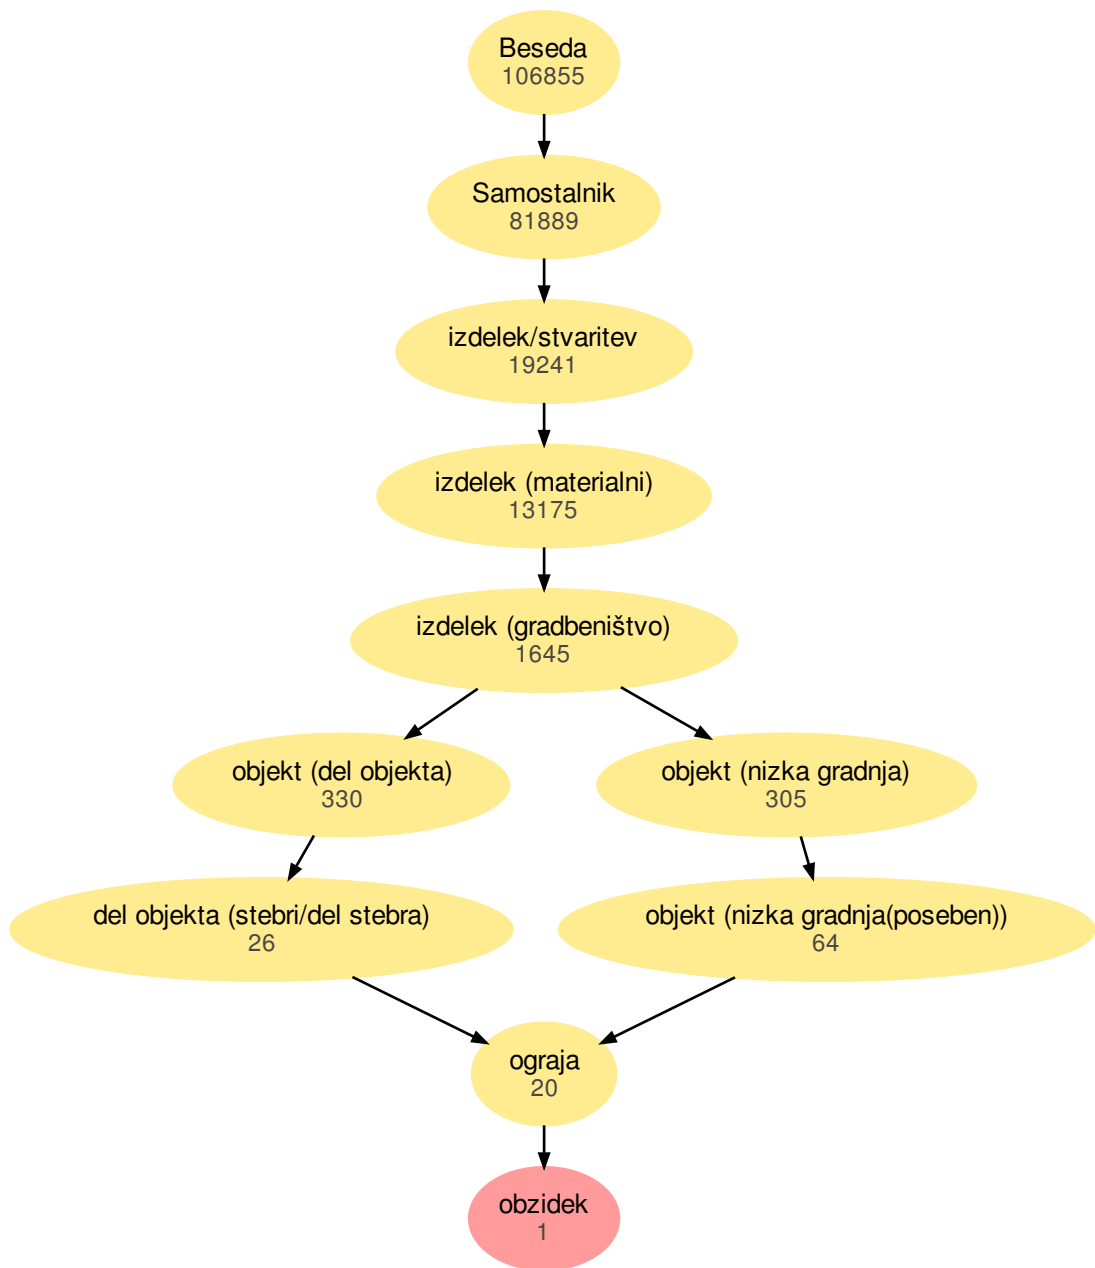 Beseda
106855
Samostalnik
81889
izdelek/stvaritev
19241
izdelek (materialni)
13175
izdelek (gradbeništvo)
1645
objekt (del objekta)
330
objekt (nizka gradnja)
305
del objekta (stebri/del stebra)
26
objekt (nizka gradnja(poseben))
64
ograja
20
obzidek
1